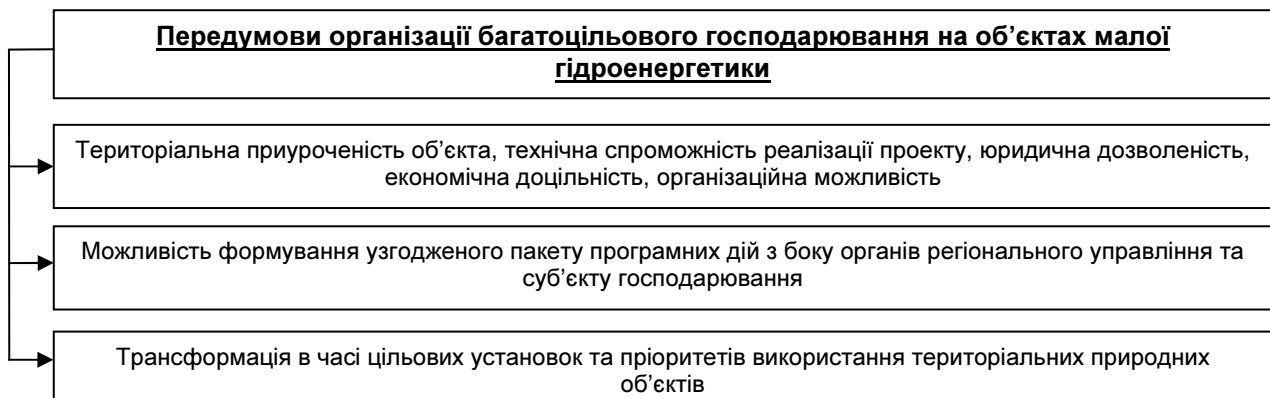 Передумови організації багатоцільового господарювання на об’єктах малої
гідроенергетики
Територіальна приуроченість об’єкта, технічна спроможність реалізації проекту, юридична дозволеність,
економічна доцільність, організаційна можливість
Можливість формування узгодженого пакету програмних дій з боку органів регіонального управління та
суб’єкту господарювання
Трансформація в часі цільових установок та пріоритетів використання територіальних природних
об’єктів